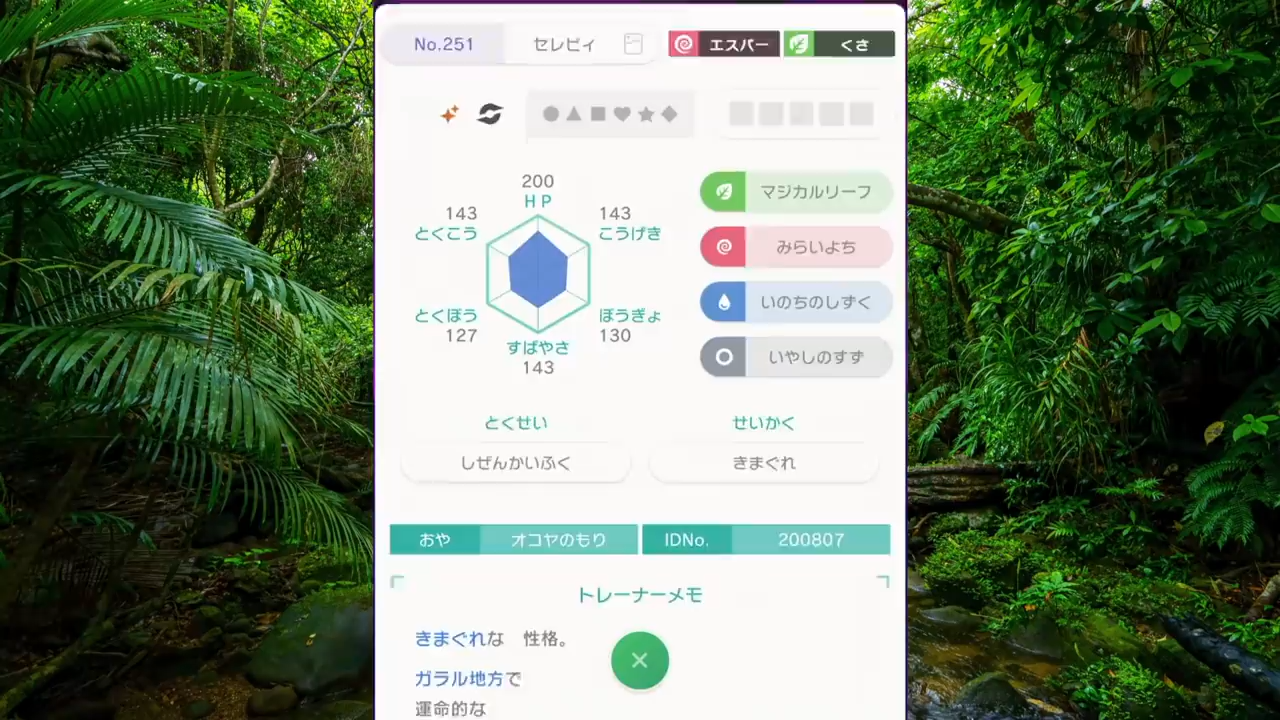 No.251 セレビィ エスパー くさ
200
HP
143 143
とくこう こうげき
とくぼう ぼうぎょ
127 130
すばやさ
143
マジカルリーフ
みらいよち
いのちのしずく
いやしのすず
とくせい せいかく
しぜんかいふく きまぐれ
おや オコヤのもり IDNo. 200807
トレーナーメモ
きまぐれな 性格。
ガラル地方で
運命的な